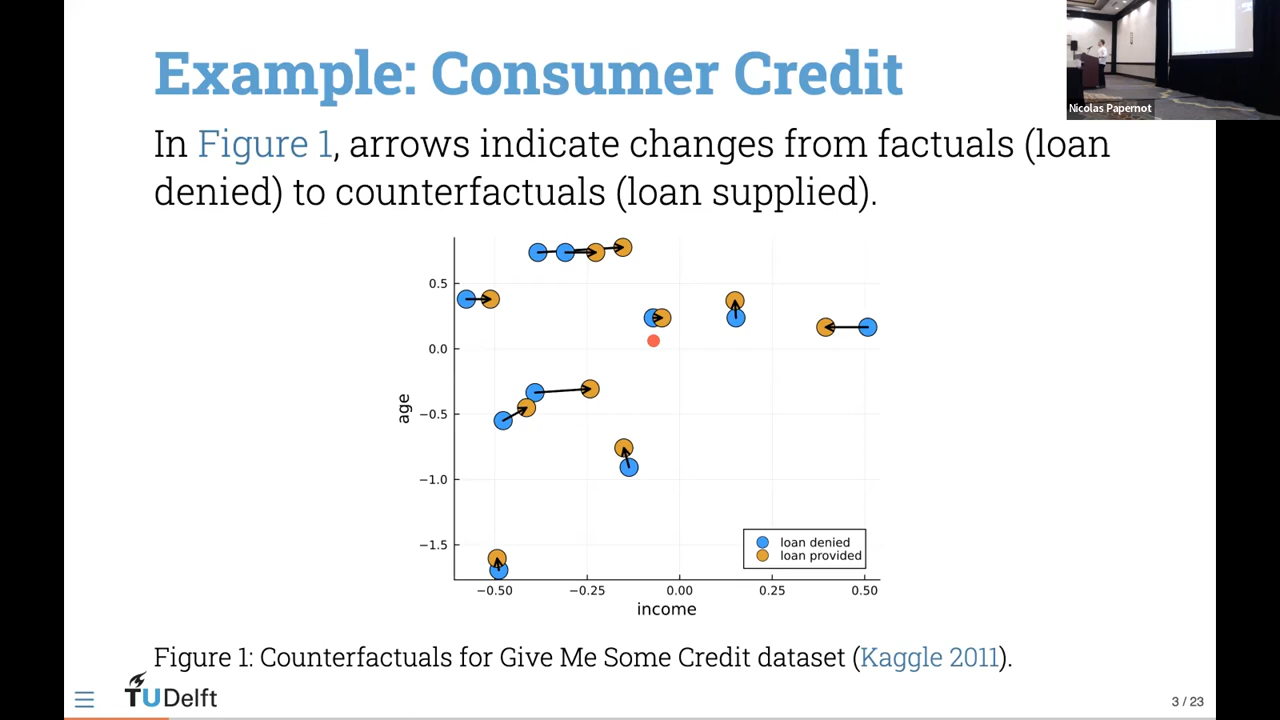 Example: Consumer Credit
Nicolas Papernot
In Figure 1, arrows indicate changes from factuals (loan
denied) to counterfactuals (loan supplied).
age
0.5
0.0
−0.5
−1.0
−1.5
loan denied
loan provided
−0.50 −0.25 0.00 0.25 0.50
income
Figure 1: Counterfactuals for Give Me Some Credit dataset (Kaggle 2011).
TUDelft
3 / 23